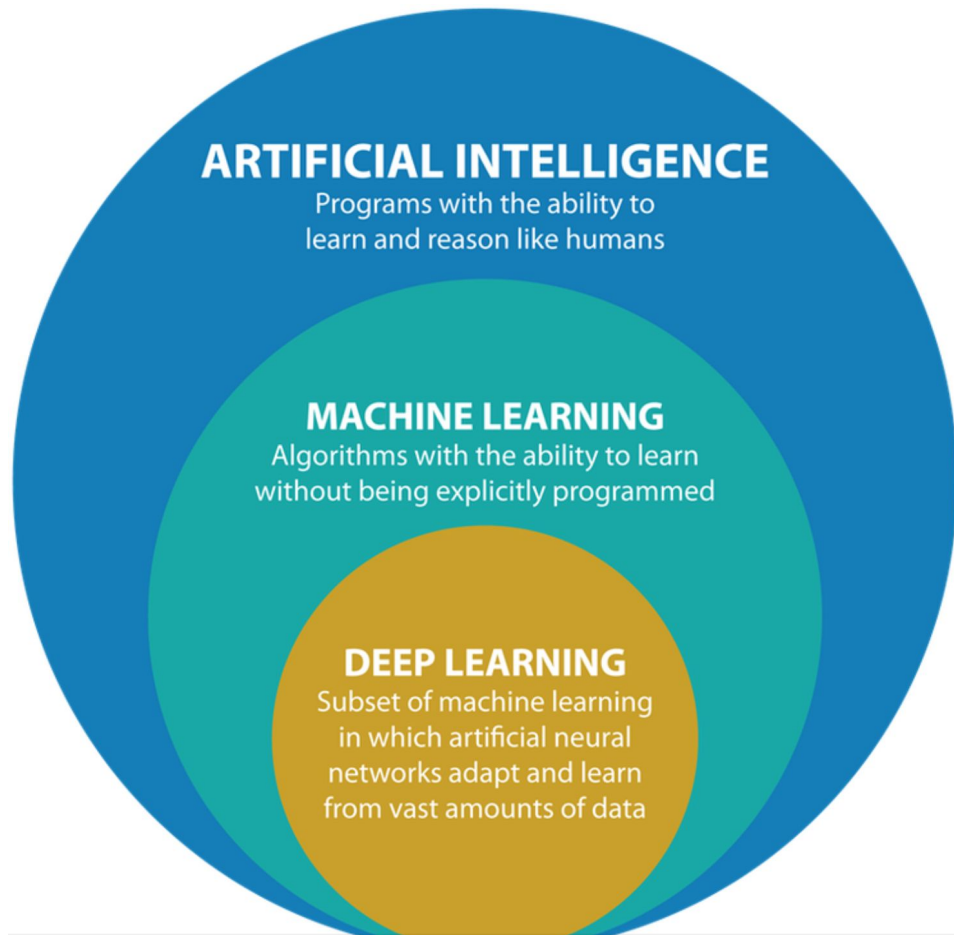 ARTIFICIAL INTELLIGENCE
Programs with the ability to
learn and reason like humans
MACHINE LEARNING
Algorithms with the ability to learn
without being explicitly programmed
DEEP LEARNING
Subset of machine learning
in which artificial neural
networks adapt and learn
from vast amounts of data